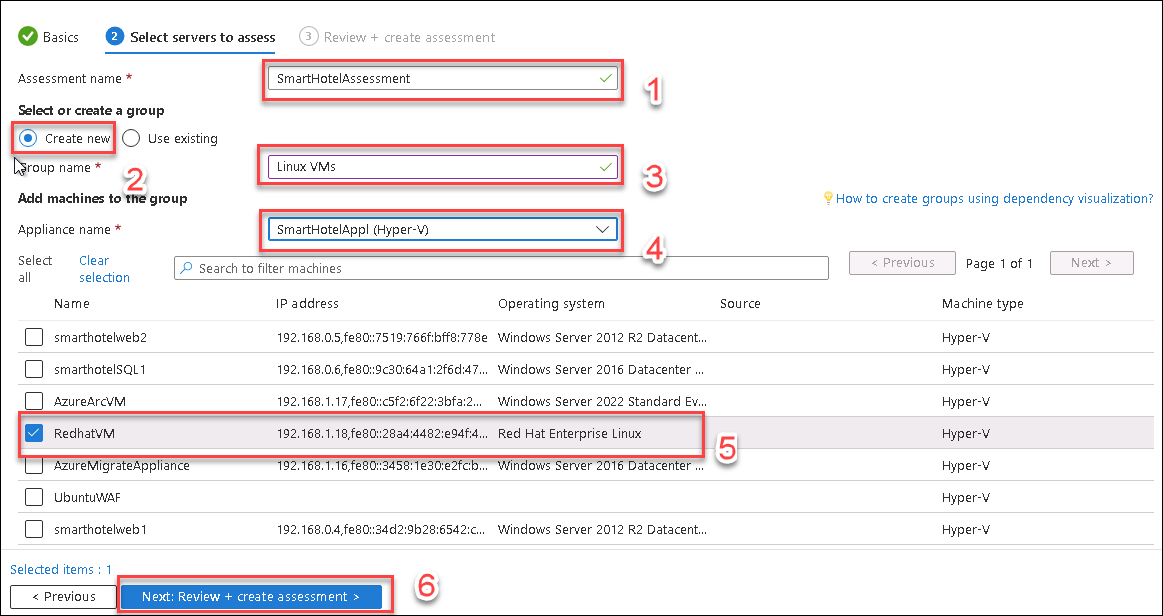 Basics 2 Select servers to assess 3 Review + create assessment
Assessment name * SmartHotelAssessment 1
Select or create a group
Create new Use existing
Group name * Linux VMs 2 3
Add machines to the group How to create groups using dependency visualization?
Appliance name * SmartHotelAppl (Hyper-V) 4
Select all Clear selection Search to filter machines < Previous Page 1 of 1 Next >
Name IP address Operating system Source Machine type
smarthotelweb2 192.168.0.5,fe80::7519:766f:bff8:778e Windows Server 2012 R2 Datacent... Hyper-V
smarthotelSQL1 192.168.0.6,fe80::9c30:64a1:2f6d:47... Windows Server 2016 Datacenter ... Hyper-V
AzureArcVM 192.168.1.17,fe80::c5f2:6f22:3bfa:2... Windows Server 2022 Standard Ev... Hyper-V
RedhatVM 192.168.1.18,fe80::28a4:4482:e94f:4... Red Hat Enterprise Linux Hyper-V 5
AzureMigrateAppliance 192.168.1.16,fe80::3458:1e30:e2fc:b... Windows Server 2016 Datacenter ... Hyper-V
UbuntuWAF Hyper-V
smarthotelweb1 192.168.0.4,fe80::34d2:9b28:6542:c... Windows Server 2012 R2 Datacent... Hyper-V
Selected items : 1
< Previous Next: Review + create assessment > 6